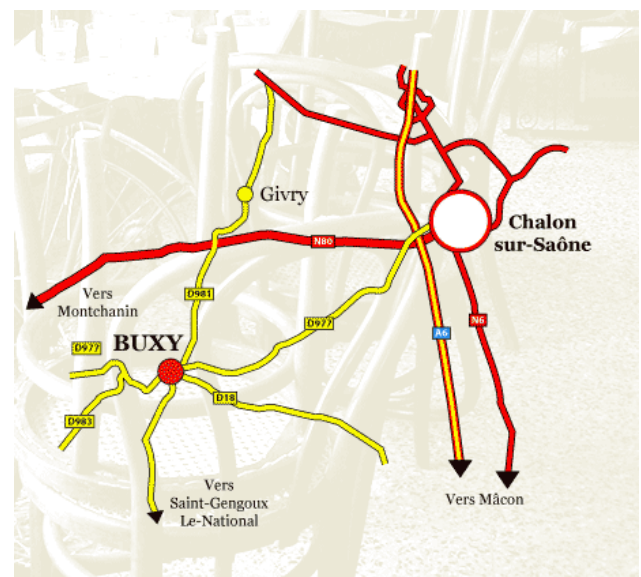 Givry
Chalon
sur-Saône
N80
Vers
Montchanin
D981
D977
A6
N6
BUXY
D977
D18
D983
Vers
Saint-Gengoux
Le-National
Vers Mâcon